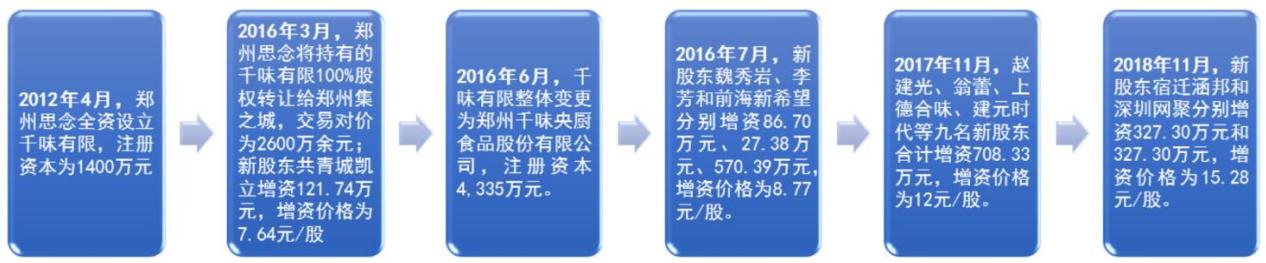 2012年4月，郑
州思念全资设立
千味有限，注册
资本为1400万元
2016年3月，郑
州思念将持有的
千味有限100%股
权转让给郑州集
之城，交易对价
为2600万余元；
新股东共青城凯
立增资121.74万
元，增资价格为
7.64元/股
2016年6月，千
味有限整体变更
为郑州千味央厨
食品股份有限公
司，注册资本
4,335万元。
2016年7月，新
股东魏秀岩、李
芳和前海新希望
分别增资86.70
万元、27.38万
元、570.39万元，
增资价格为8.77
元/股。
2017年11月，赵
建光、翁蕾、上
德合味、建元时
代等九名新股东
合计增资708.33
万元，增资价格
为12元/股。
2018年11月，新
股东宿迁涵邦和
深圳网聚分别增
资327.30万元和
327.30万元，增
资价格为15.28
元/股。